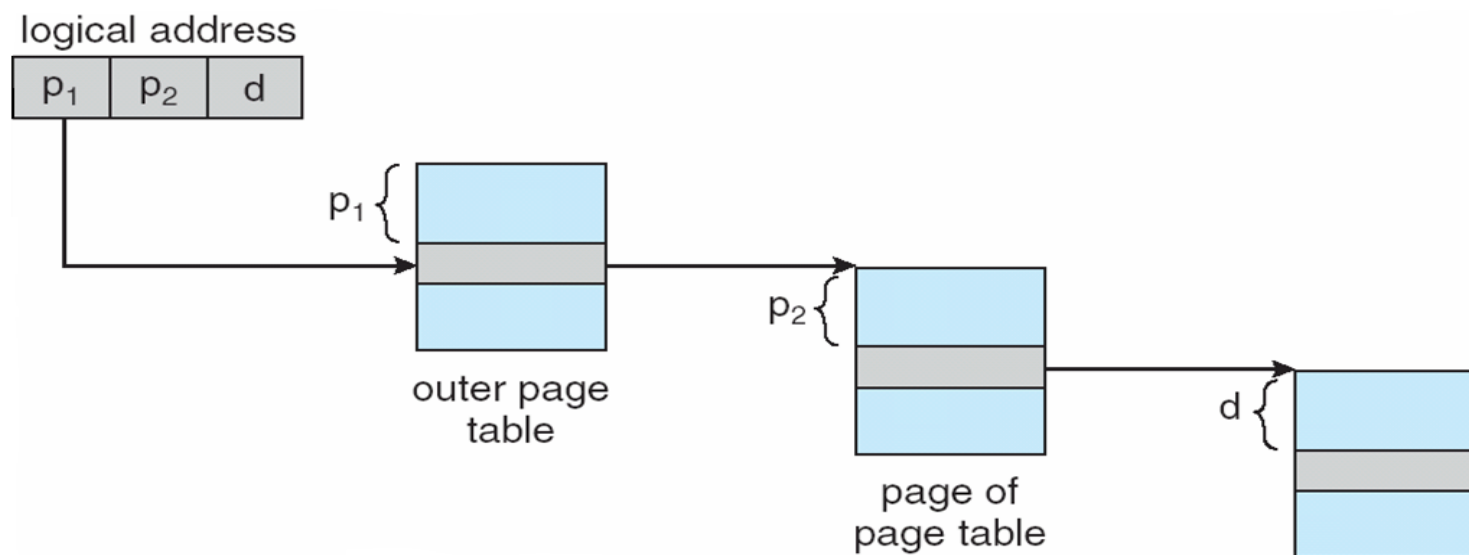 logical address
p₁ p₂ d
p₁
outer page
table
p₂
page of
page table
d